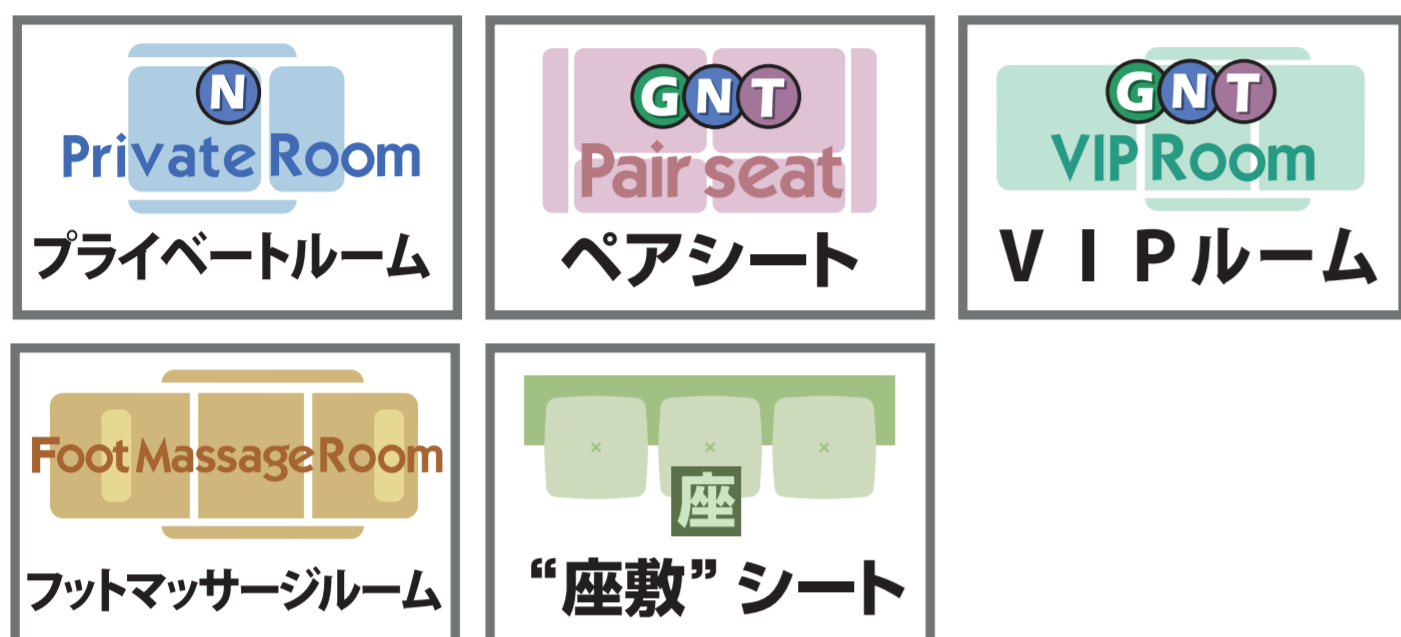 N
Private Room
プライベートルーム
GNT
Pair seat
ペアシート
GNT
VIP Room
ＶＩＰルーム
Foot Massage Room
フットマッサージルーム
座
“座敷”シート